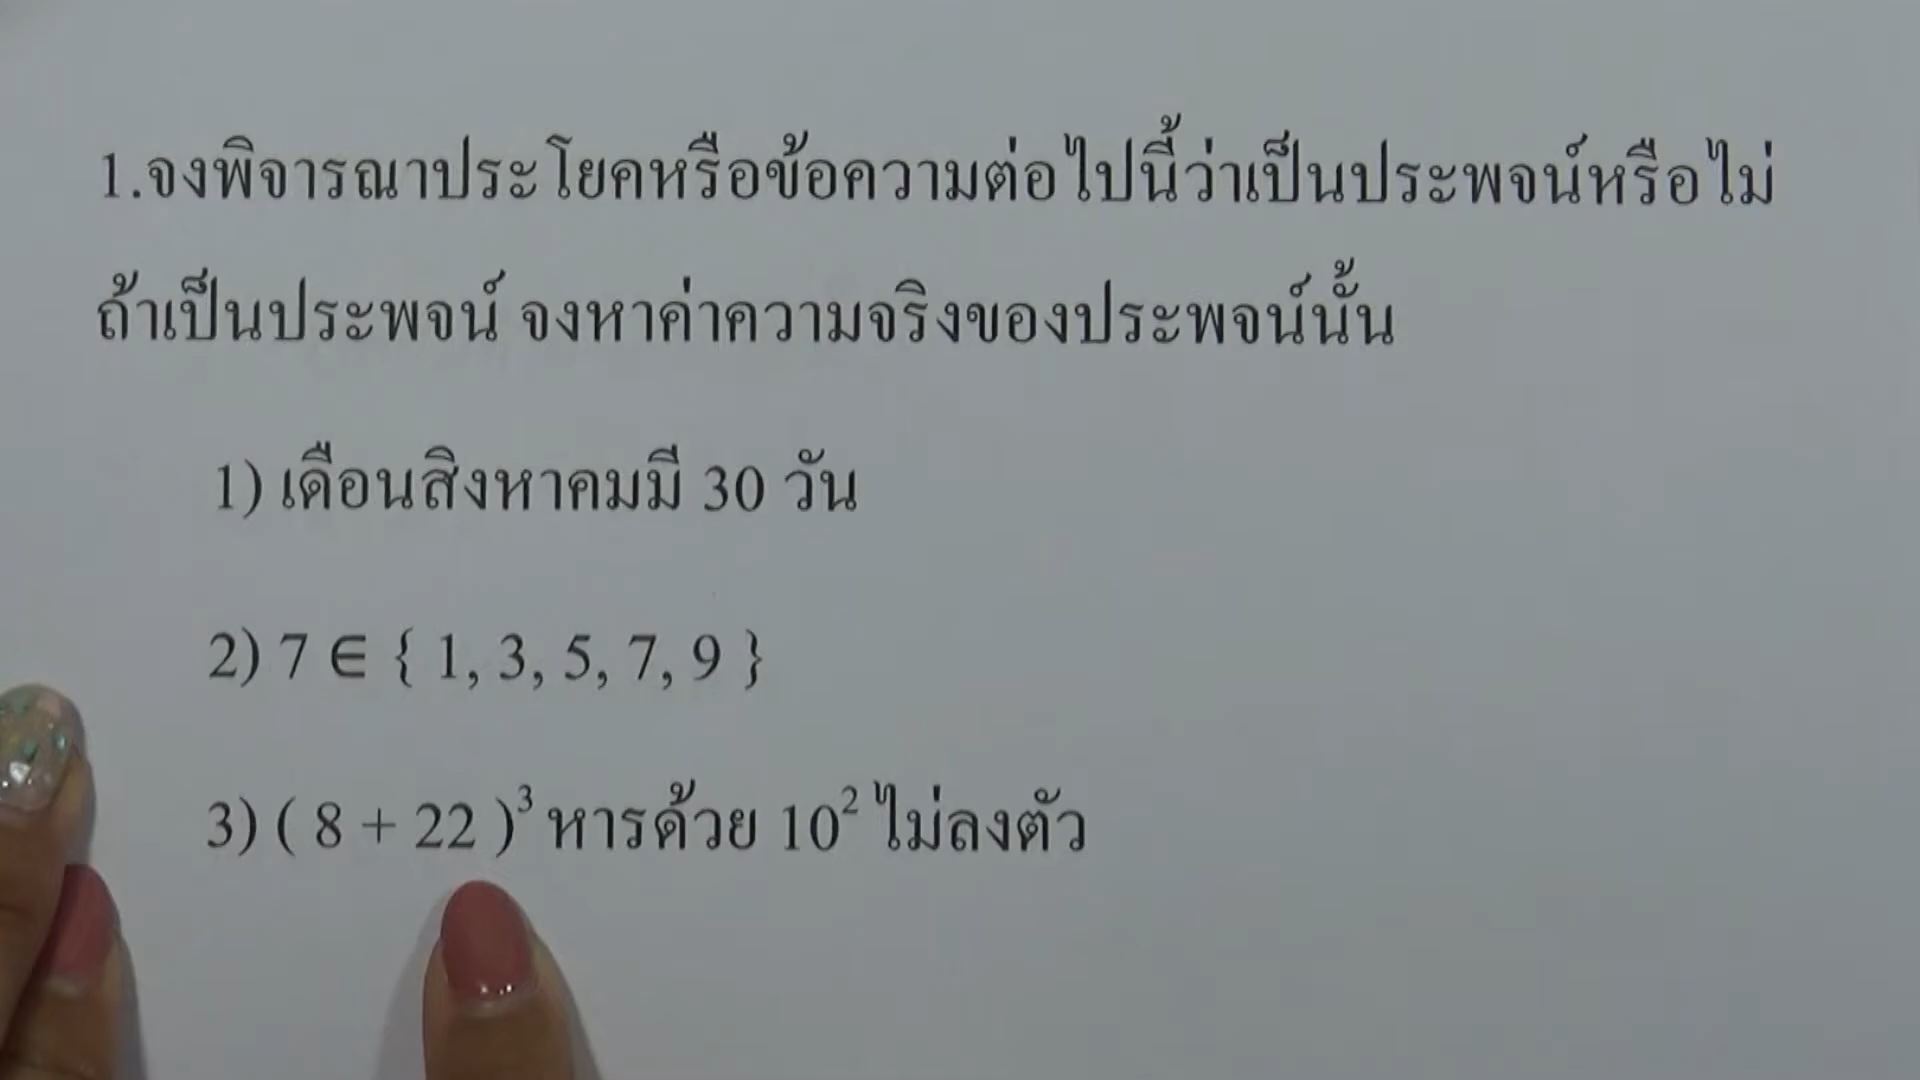 1.จงพิจารณาประโยคหรือข้อความต่อไปนี้ว่าเป็นประพจน์หรือไม่
ถ้าเป็นประพจน์ จงหาค่าความจริงของประพจน์นั้น
1) เดือนสิงหาคมมี 30 วัน
2) 7 ∈ { 1, 3, 5, 7, 9 }
3) ( 8 + 22 )³ หารด้วย 10² ไม่ลงตัว